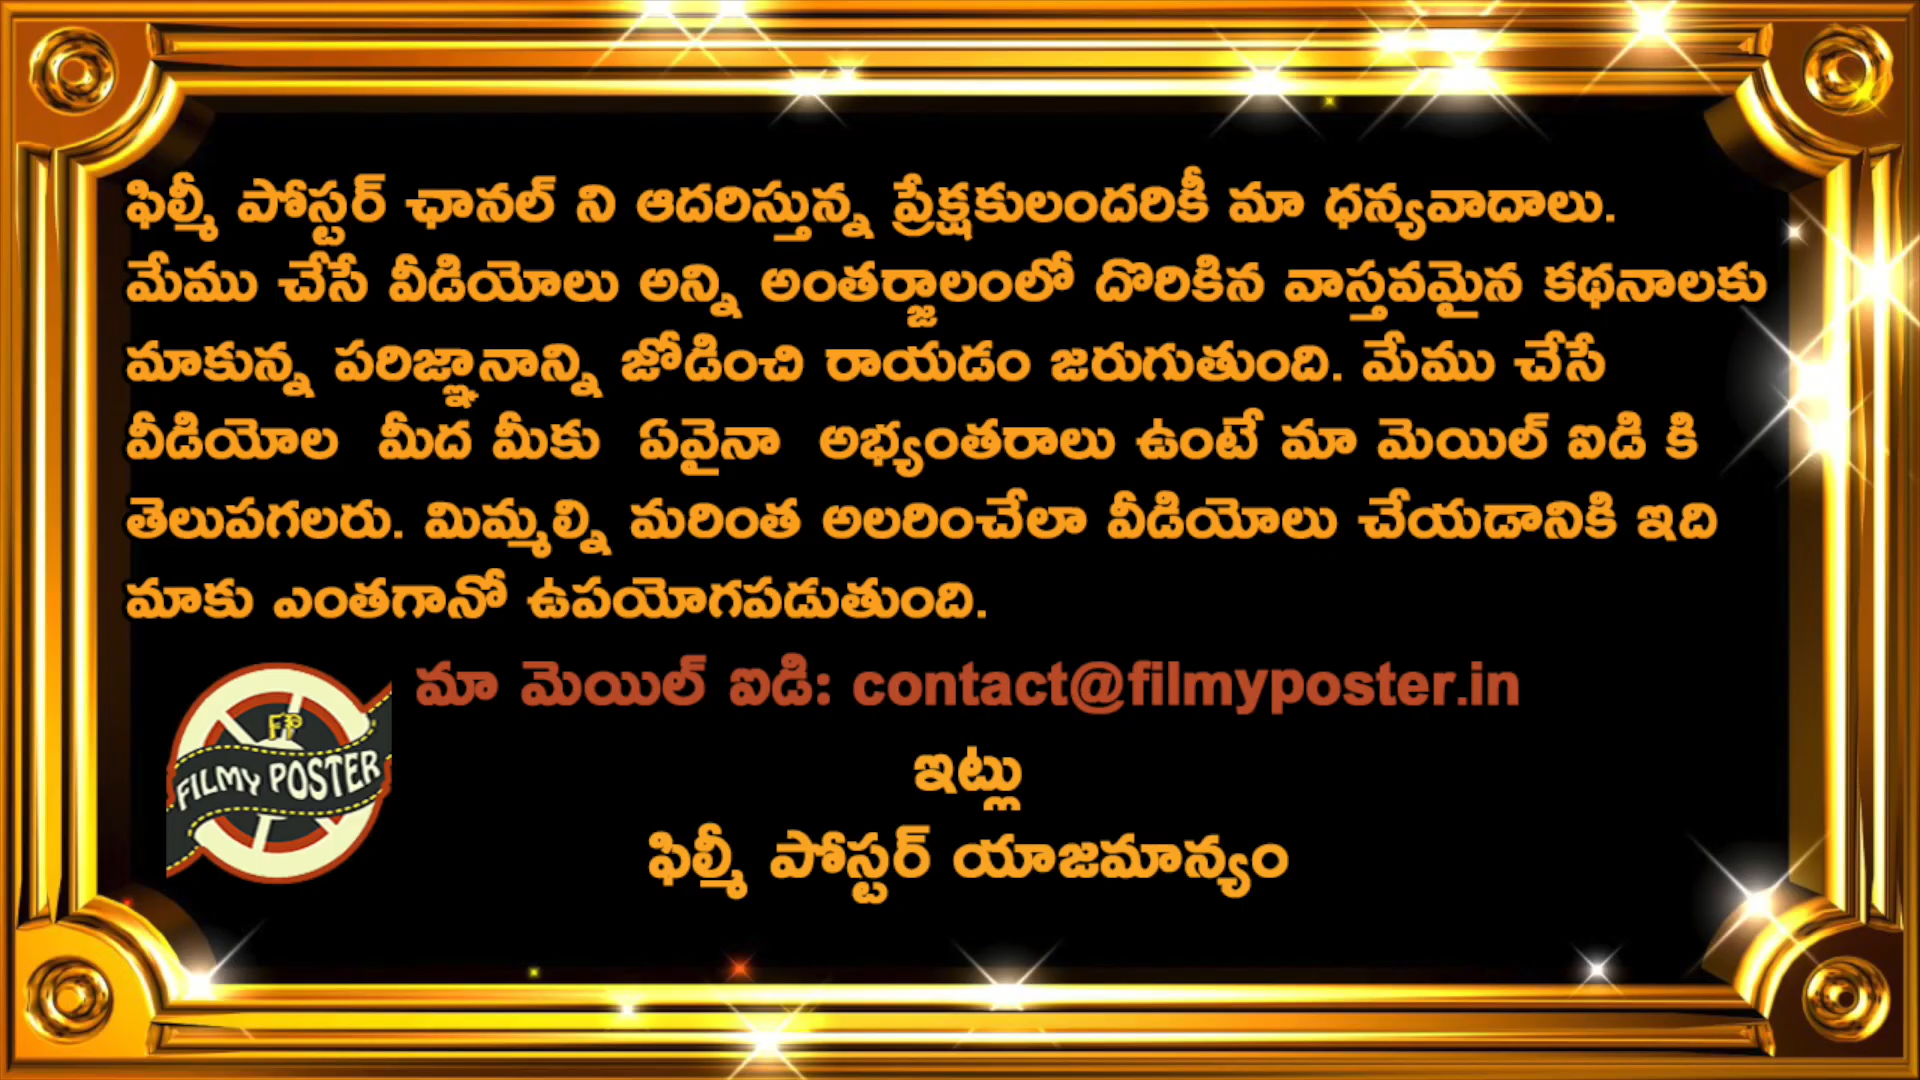 ఫిల్మీ పోస్టర్ ఛానల్ ని ఆదరిస్తున్న ప్రేక్షకులందరికీ మా ధన్యవాదాలు.
మేము చేసే వీడియోలు అన్ని అంతర్జాలంలో దొరికిన వాస్తవమైన కథనాలకు
మాకున్న పరిజ్ఞానాన్ని జోడించి రాయడం జరుగుతుంది. మేము చేసే
వీడియోల మీద మీకు ఏవైనా అభ్యంతరాలు ఉంటే మా మెయిల్ ఐడి కి
తెలుపగలరు. మిమ్మల్ని మరింత అలరించేలా వీడియోలు చేయడానికి ఇది
మాకు ఎంతగానో ఉపయోగపడుతుంది.
మా మెయిల్ ఐడి: contact@filmyposter.in
FP
FILMY POSTER
ఇట్లు
ఫిల్మీ పోస్టర్ యాజమాన్యం